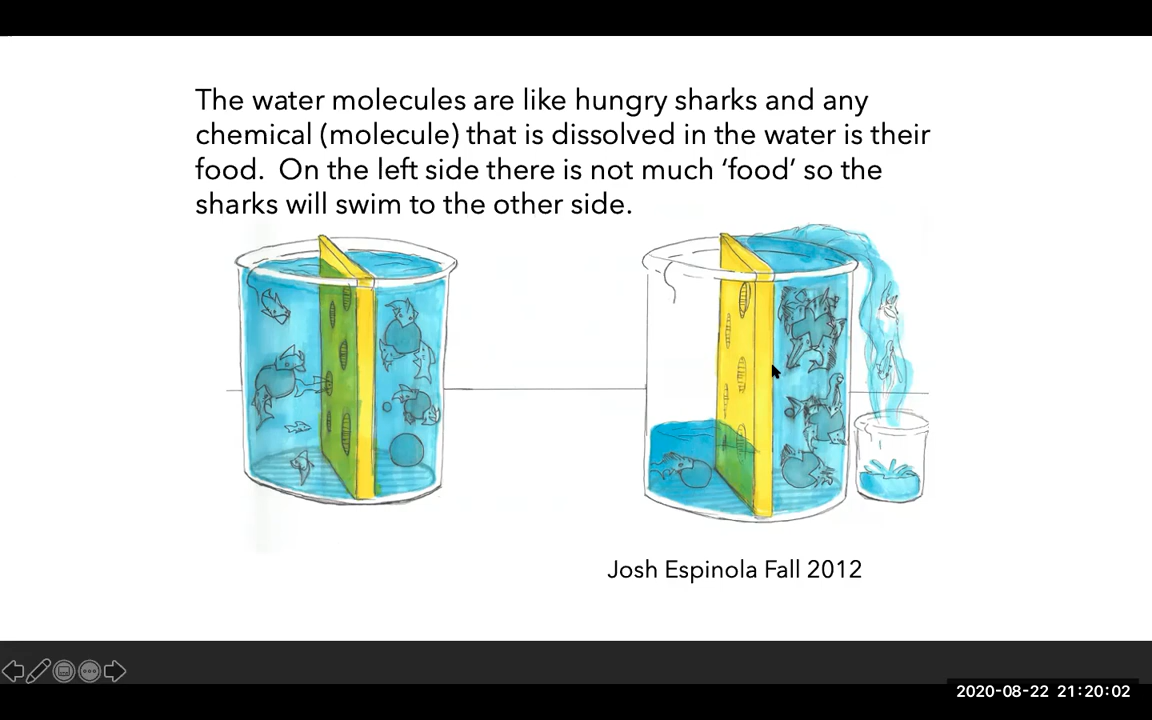 The water molecules are like hungry sharks and any
chemical (molecule) that is dissolved in the water is their
food.  On the left side there is not much ‘food’ so the
sharks will swim to the other side.
Josh Espinola Fall 2012
2020-08-22 21:20:02